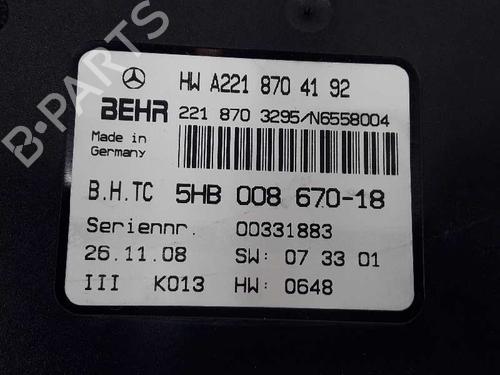 HW A221 870 41 92
BEHR 221 870 3295/N6558004
Made in
Germany
B.H.TC 5HB 008 670-18
Seriennr. 00331883
26.11.08 SW: 07 33 01
III K013 HW: 0648
B-PARTS